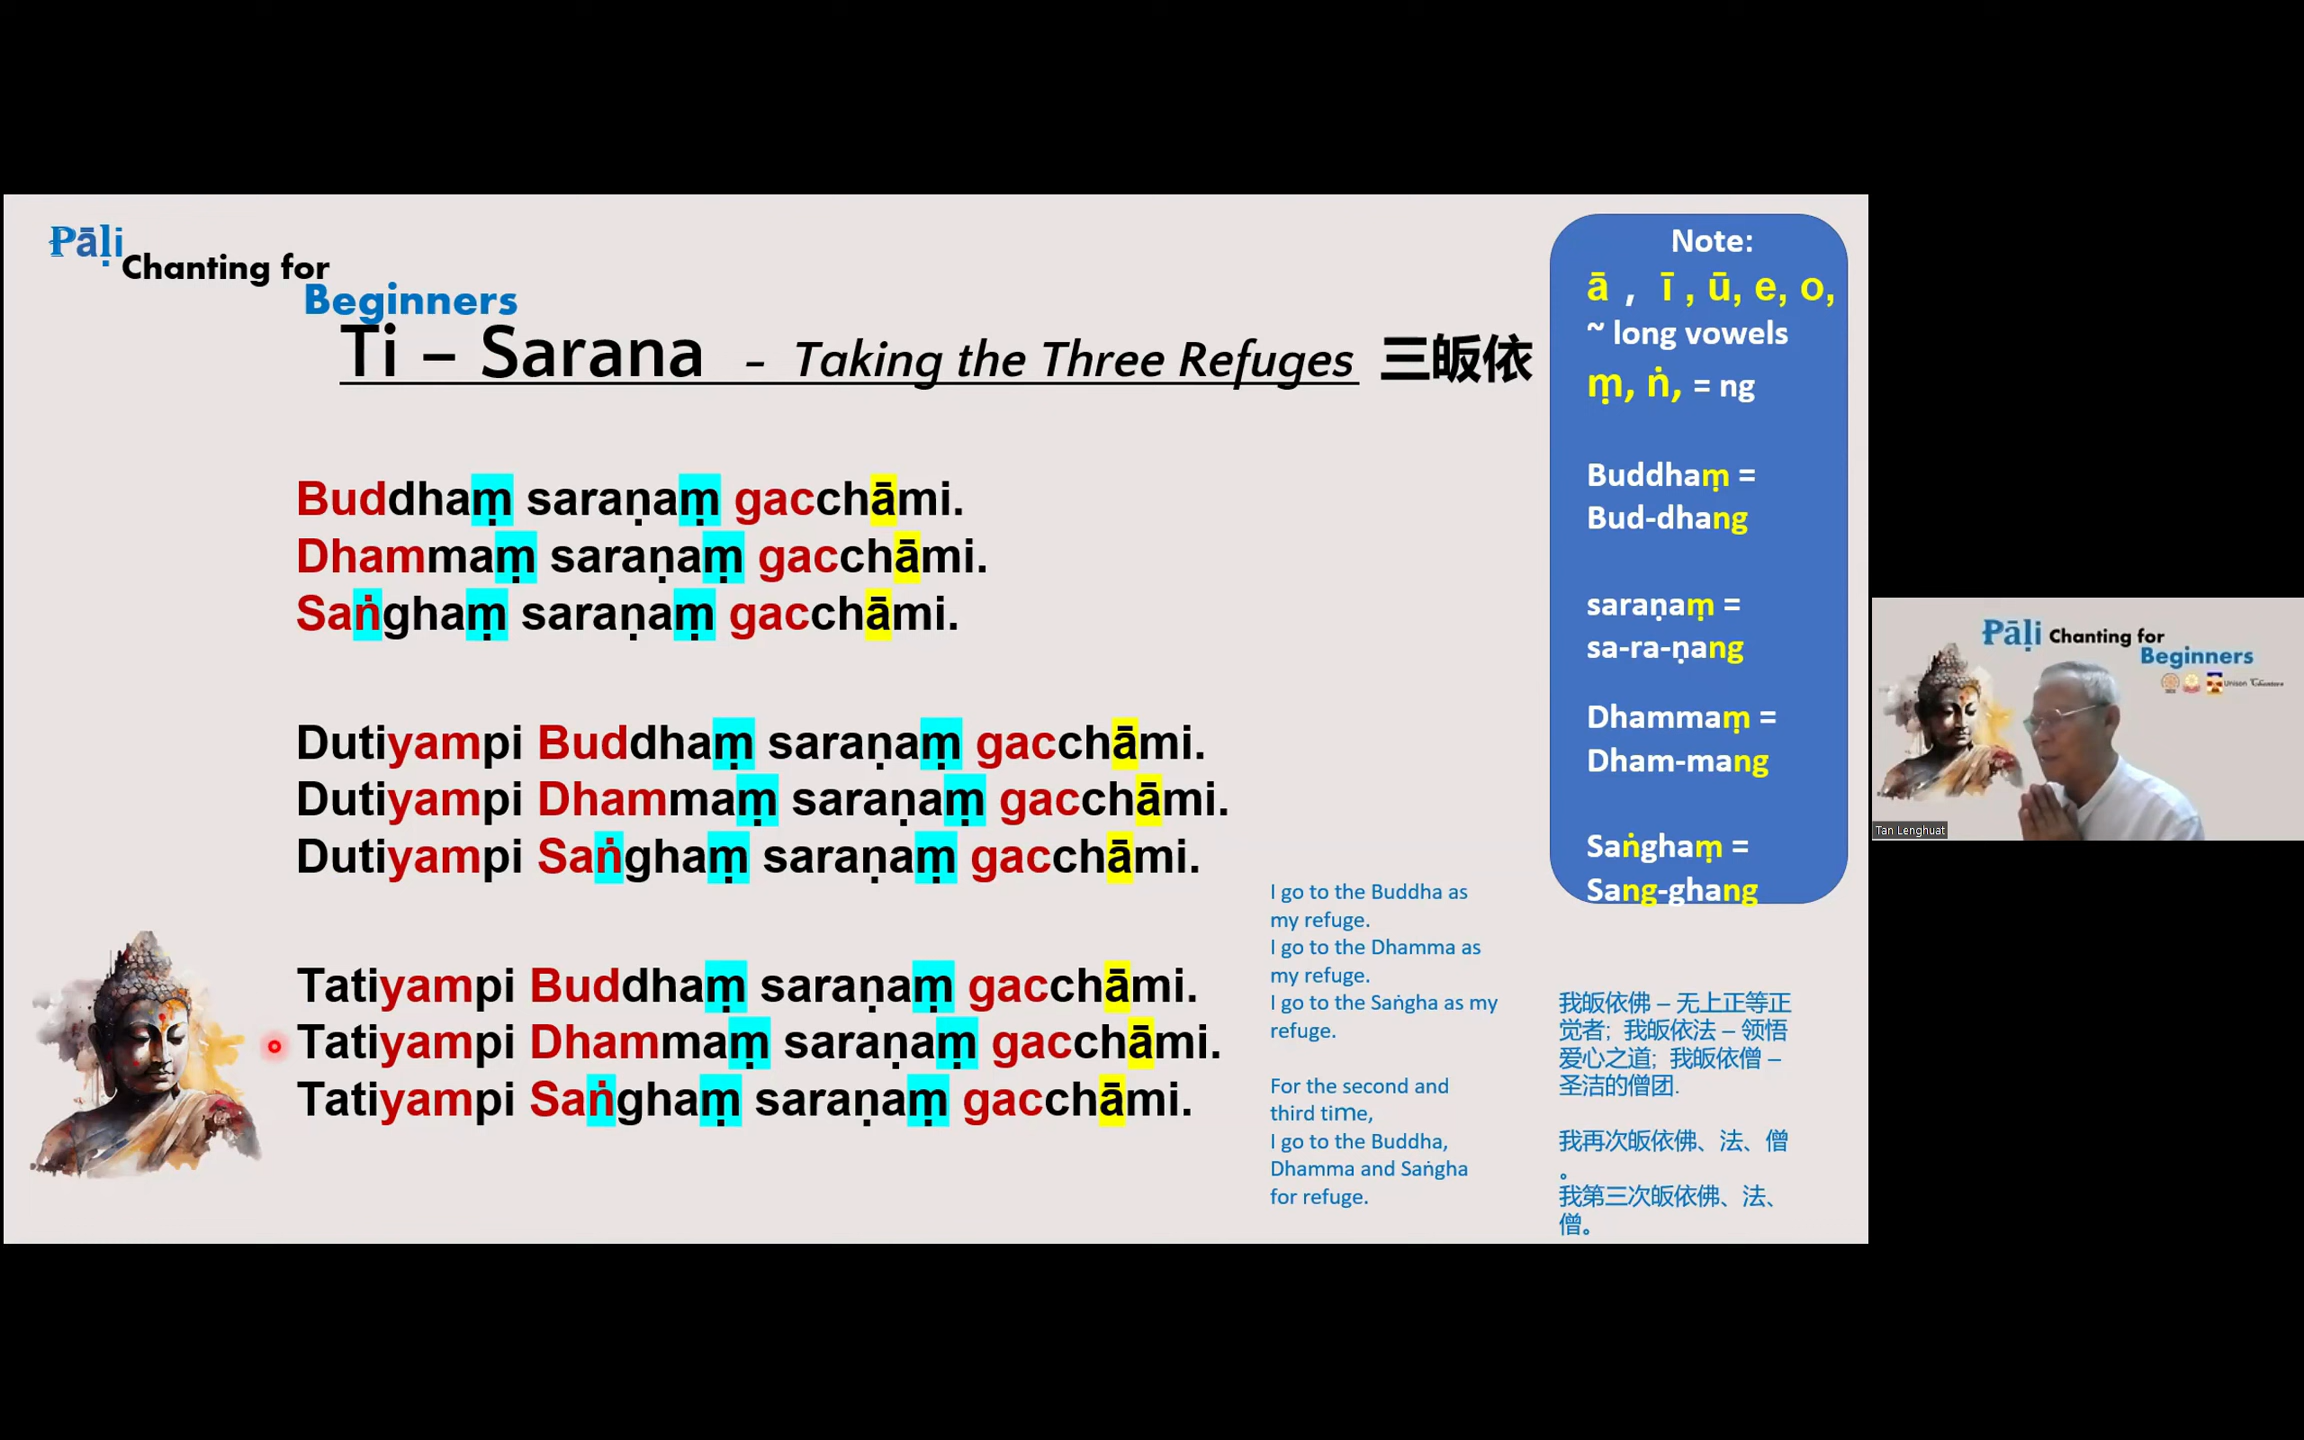 Pāḷi
Chanting for
Beginners
Ti – Sarana – Taking the Three Refuges 三皈依
Buddhaṃ saraṇaṃ gacchāmi.
Dhammaṃ saraṇaṃ gacchāmi.
Saṅghaṃ saraṇaṃ gacchāmi.
Dutiyampi Buddhaṃ saraṇaṃ gacchāmi.
Dutiyampi Dhammaṃ saraṇaṃ gacchāmi.
Dutiyampi Saṅghaṃ saraṇaṃ gacchāmi.
Tatiyampi Buddhaṃ saraṇaṃ gacchāmi.
Tatiyampi Dhammaṃ saraṇaṃ gacchāmi.
Tatiyampi Saṅghaṃ saraṇaṃ gacchāmi.
I go to the Buddha as
my refuge.
I go to the Dhamma as
my refuge.
I go to the Saṅgha as my
refuge.
For the second and
third time,
I go to the Buddha,
Dhamma and Saṅgha
for refuge.
Note:
ā , ī , ū, e, o,
~ long vowels
ṃ, ṅ, = ng
Buddhaṃ =
Bud-dhang
saraṇaṃ =
sa-ra-ṇang
Dhammaṃ =
Dham-mang
Saṅghaṃ =
Sang-ghang
我皈依佛 – 无上正等正
觉者; 我皈依法 – 领悟
爱心之道; 我皈依僧 –
圣洁的僧团.
我再次皈依佛、法、僧
。
我第三次皈依佛、法、
僧。
Pāḷi Chanting for
Beginners
Unison Chanters
Tan Lenghuat